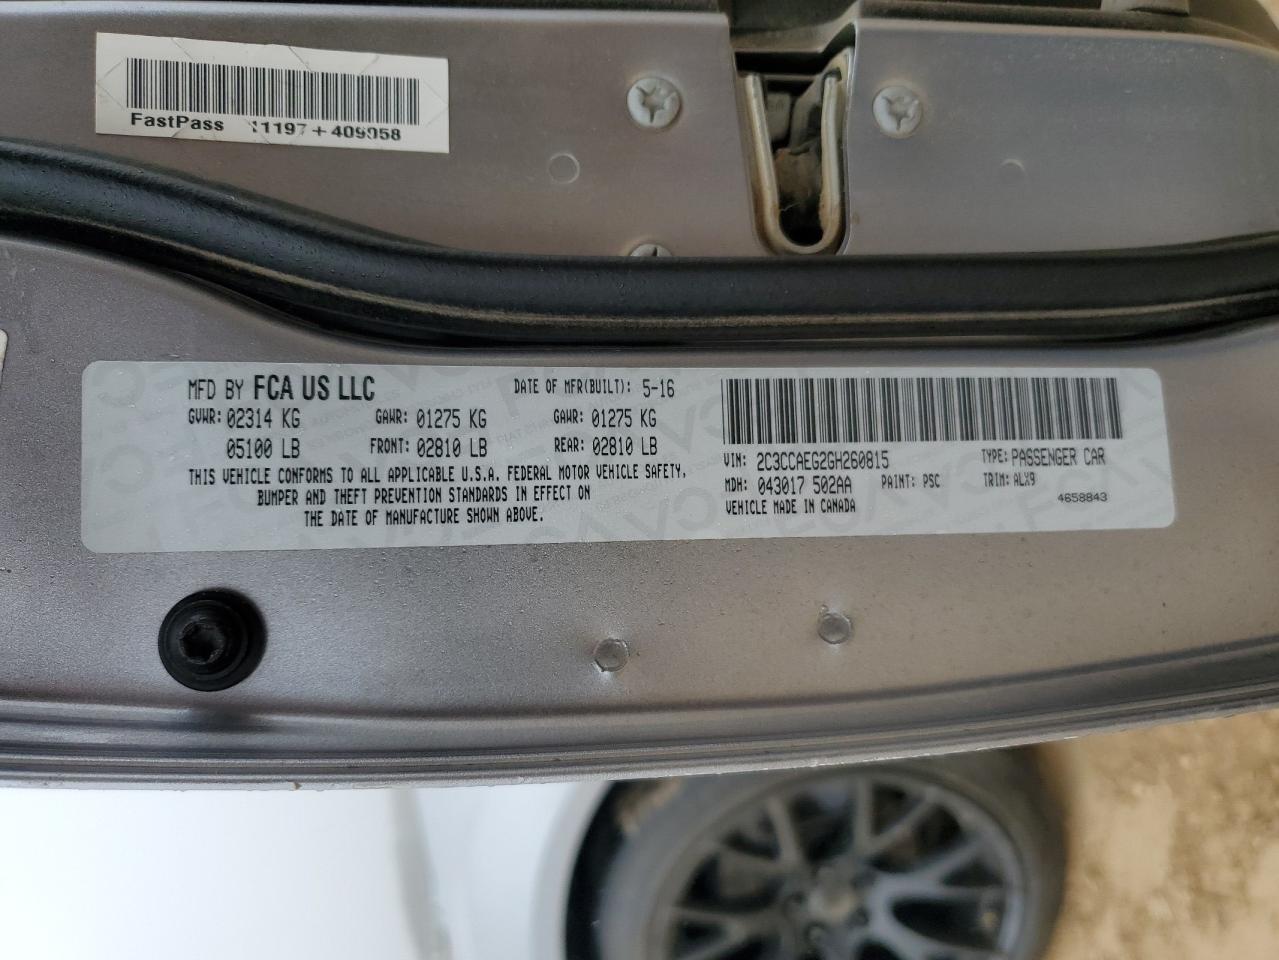 FastPass 11197+409058
MFD BY FCA US LLC DATE OF MFR(BUILT): 5-16
GVWR: 02314 KG GAWR: 01275 KG GAWR: 01275 KG
05100 LB FRONT: 02810 LB REAR: 02810 LB
THIS VEHICLE CONFORMS TO ALL APPLICABLE U.S.A. FEDERAL MOTOR VEHICLE SAFETY,
BUMPER AND THEFT PREVENTION STANDARDS IN EFFECT ON
THE DATE OF MANUFACTURE SHOWN ABOVE.
VIN: 2C3CCAEG2GH260815 TYPE: PASSENGER CAR
MDH: 043017 502AA PAINT: PSC TRIM: ALX9
VEHICLE MADE IN CANADA 4658843